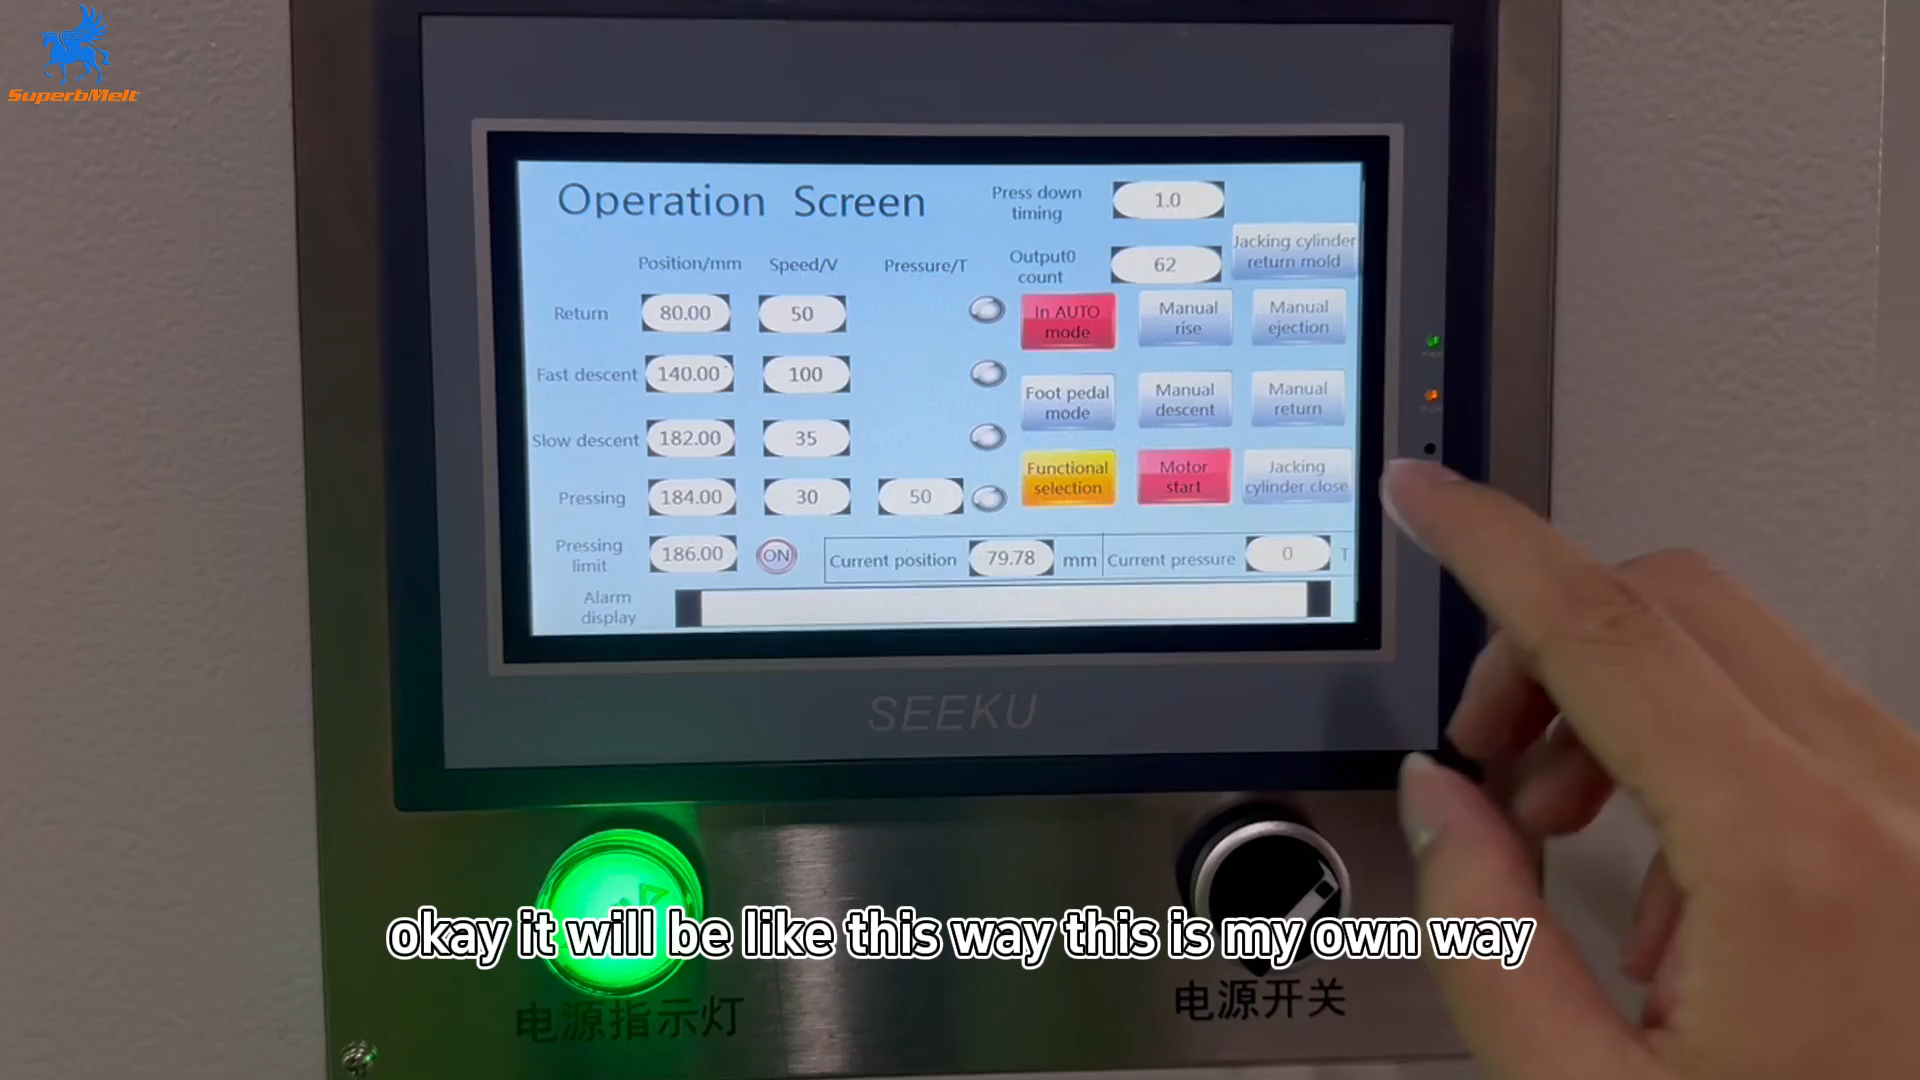 SuperbMelt
Operation Screen
Press down
timing
1.0
Position/mm Speed/V Pressure/T
Output0
count
62
Jacking cylinder
return mold
Return 80.00 50
In AUTO
mode
Manual
rise
Manual
ejection
Fast descent 140.00 100
Foot pedal
mode
Manual
descent
Manual
return
Slow descent 182.00 35
Functional
selection
Motor
start
Jacking
cylinder close
Pressing 184.00 30 50
Pressing
limit
186.00 ON
Current position 79.78 mm Current pressure 0 T
Alarm
display
SEEKU
okay it will be like this way this is my own way
电源指示灯
电源开关